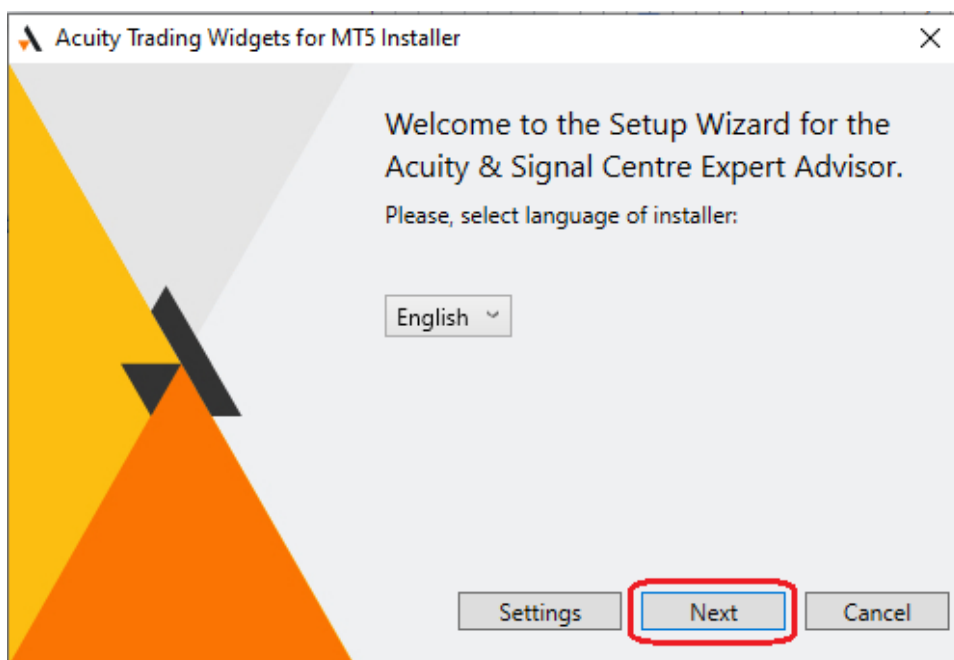 Acuity Trading Widgets for MT5 Installer
Welcome to the Setup Wizard for the
Acuity & Signal Centre Expert Advisor.
Please, select language of installer:
English
Settings
Next
Cancel